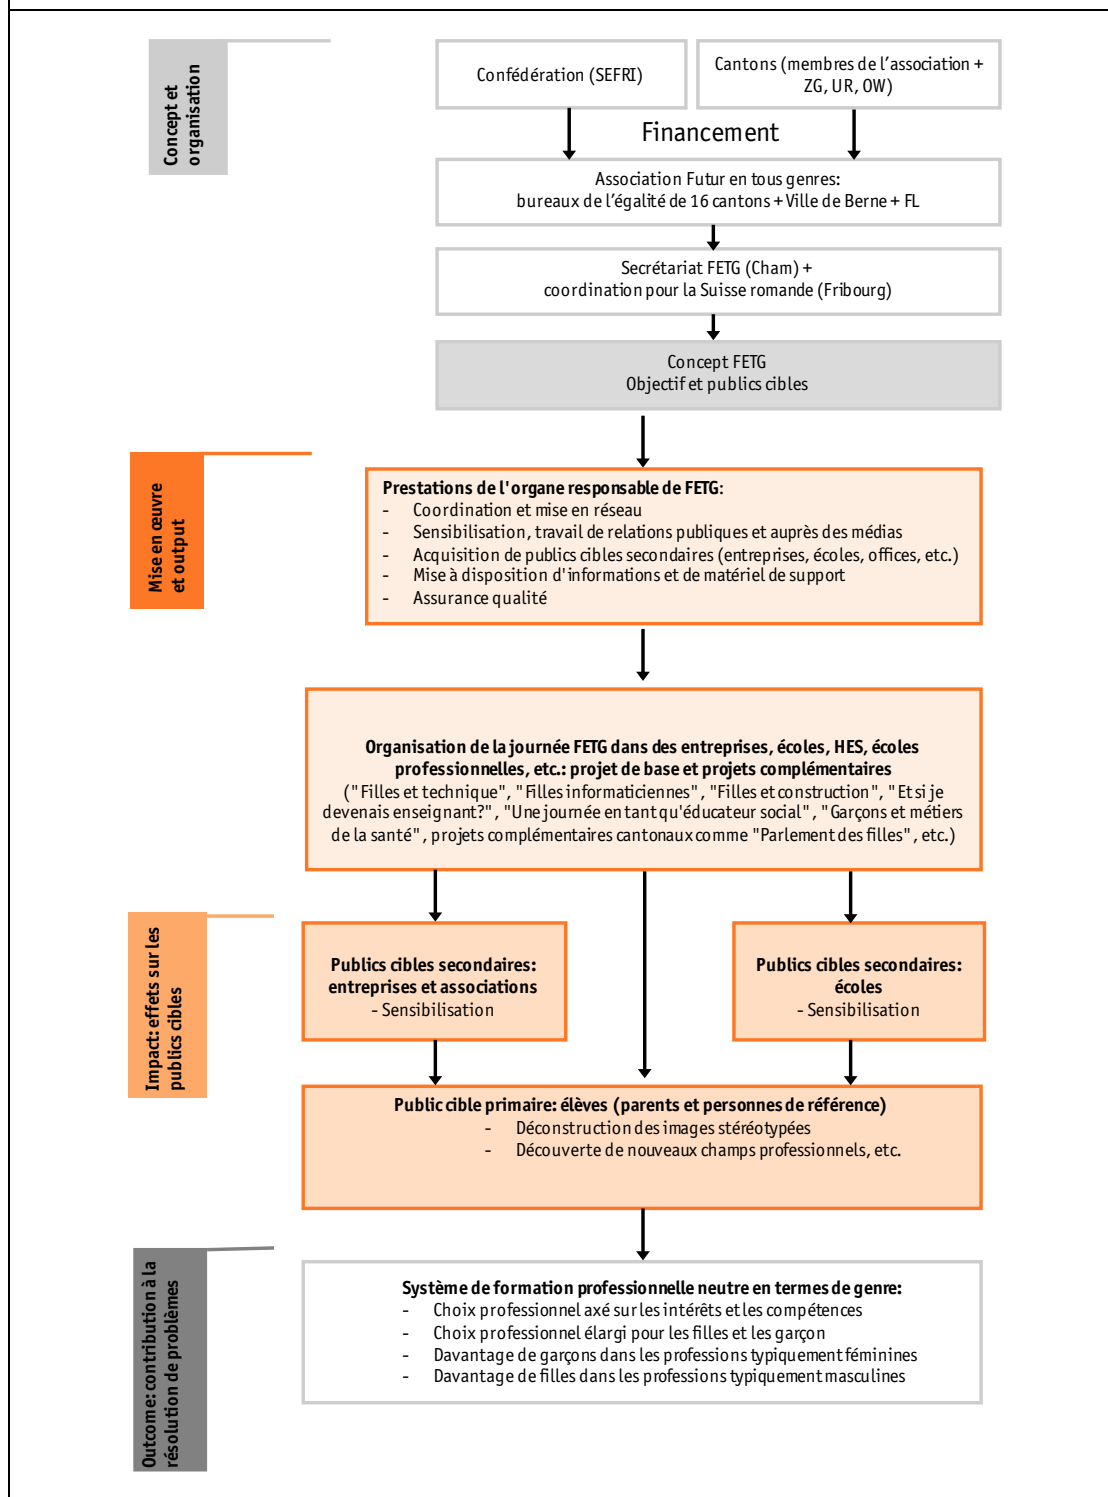 Concept et
organisation
Confédération (SEFRI)
Cantons (membres de l'association +
ZG, UR, OW)
Financement
Association Futur en tous genres:
bureaux de l'égalité de 16 cantons + Ville de Berne + FL
Secrétariat FETG (Cham) +
coordination pour la Suisse romande (Fribourg)
Concept FETG
Objectif et publics cibles
Mise en œuvre
et output
Prestations de l'organe responsable de FETG:
- Coordination et mise en réseau
- Sensibilisation, travail de relations publiques et auprès des médias
- Acquisition de publics cibles secondaires (entreprises, écoles, offices, etc.)
- Mise à disposition d'informations et de matériel de support
- Assurance qualité
Organisation de la journée FETG dans des entreprises, écoles, HES, écoles
professionnelles, etc.: projet de base et projets complémentaires
("Filles et technique", "Filles informaticiennes", "Filles et construction", "Et si je
devenais enseignant?", "Une journée en tant qu'éducateur social", "Garçons et métiers
de la santé", projets complémentaires cantonaux comme "Parlement des filles", etc.)
Impact: effets sur les
publics cibles
Publics cibles secondaires:
entreprises et associations
- Sensibilisation
Publics cibles secondaires:
écoles
- Sensibilisation
Public cible primaire: élèves (parents et personnes de référence)
- Déconstruction des images stéréotypées
- Découverte de nouveaux champs professionnels, etc.
Outcome: contribution à la
résolution de problèmes
Système de formation professionnelle neutre en termes de genre:
- Choix professionnel axé sur les intérêts et les compétences
- Choix professionnel élargi pour les filles et les garçon
- Davantage de garçons dans les professions typiquement féminines
- Davantage de filles dans les professions typiquement masculines